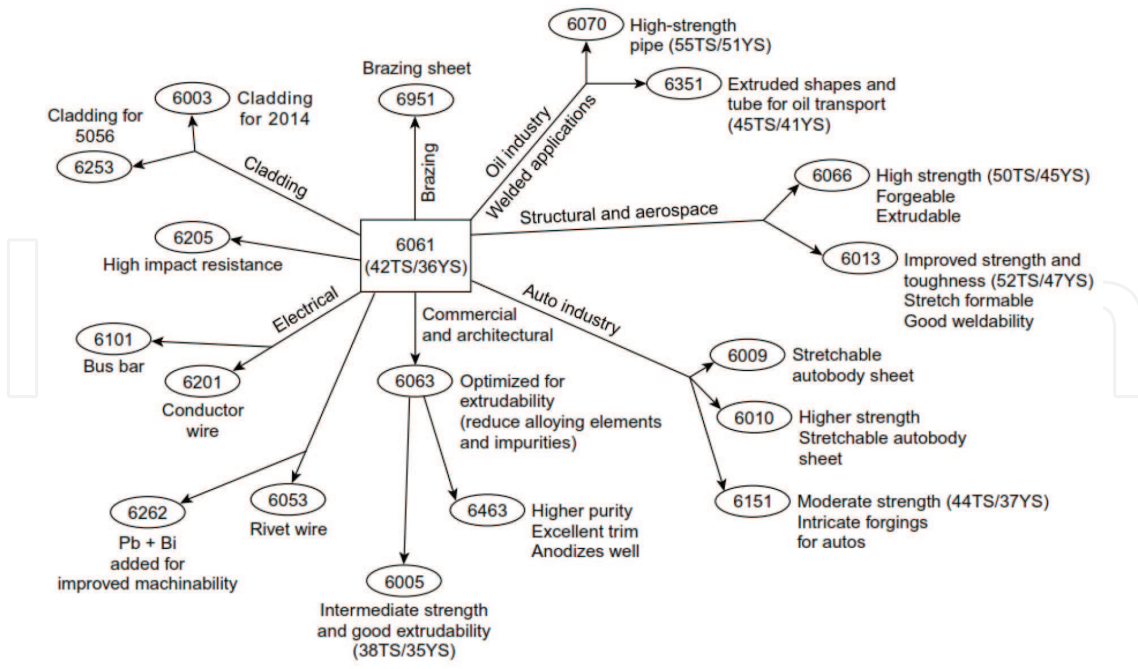 6070
High-strength
pipe (55TS/51YS)
Brazing sheet
6951
6351
Extruded shapes and
tube for oil transport
(45TS/41YS)
6003
Cladding
for 2014
Cladding for
5056
6253
Cladding
Brazing
Oil industry
Welded applications
6066
High strength (50TS/45YS)
Forgeable
Extrudable
Structural and aerospace
6205
High impact resistance
6061
(42TS/36YS)
6013
Improved strength and
toughness (52TS/47YS)
Stretch formable
Good weldability
Electrical
Commercial
and architectural
Auto industry
6101
Bus bar
6201
Conductor
wire
6063
Optimized for
extrudability
(reduce alloying elements
and impurities)
6009
Stretchable
autobody sheet
6010
Higher strength
Stretchable autobody
sheet
6262
Pb + Bi
added for
improved machinability
6053
Rivet wire
6463
Higher purity
Excellent trim
Anodizes well
6151
Moderate strength (44TS/37YS)
Intricate forgings
for autos
6005
Intermediate strength
and good extrudability
(38TS/35YS)